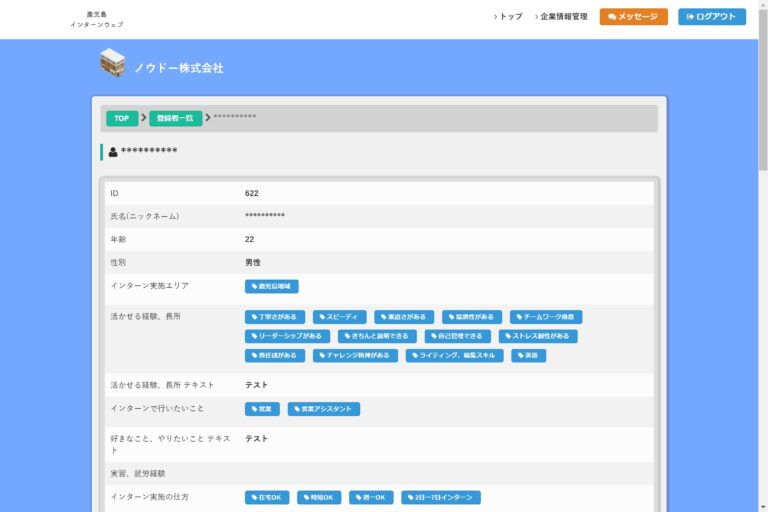 鹿児島
インターンウェブ
トップ
企業情報管理
メッセージ
ログアウト
ノウドー株式会社
TOP
登録者一覧
**********
**********
ID 622
氏名(ニックネーム) **********
年齢 22
性別 男性
インターン実施エリア 鹿児島地域
活かせる経験、長所 丁寧さがある スピーディ 素直さがある 協調性がある チームワーク得意
リーダーシップがある きちんと説明できる 自己管理できる ストレス耐性がある
責任感がある チャレンジ精神がある ライティング、編集スキル 英語
活かせる経験、長所 テキスト テスト
インターンで行いたいこと 営業 営業アシスタント
好きなこと、やりたいこと テキス テスト
ト
実習、就労経験
インターン実施の仕方 在宅OK 時短OK 週一OK 2日ー7日インターン